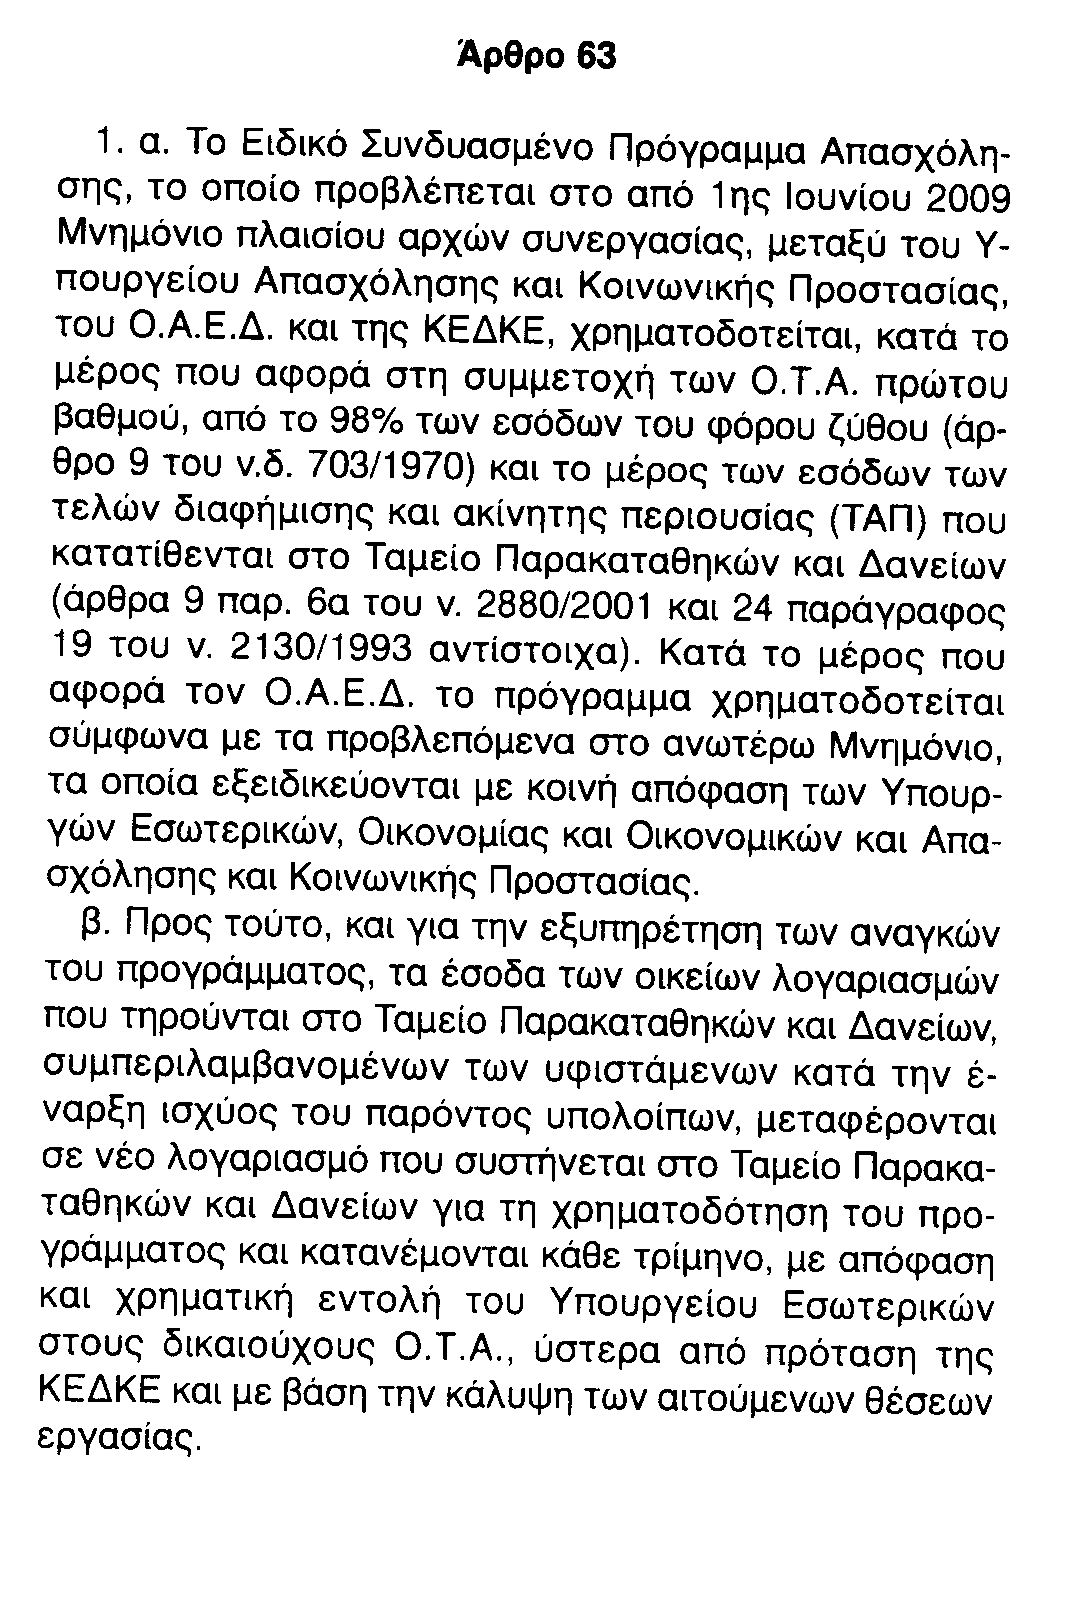 Άρθρο 63
1. α. Το Ειδικό Συνδυασμένο Πρόγραμμα Απασχόλη-
σης, το οποίο προβλέπεται στο από 1ης Ιουνίου 2009
Μνημόνιο πλαισίου αρχών συνεργασίας, μεταξύ του Υ-
πουργείου Απασχόλησης και Κοινωνικής Προστασίας,
του Ο.Α.Ε.Δ. και της ΚΕΔΚΕ, χρηματοδοτείται, κατά το
μέρος που αφορά στη συμμετοχή των Ο.Τ.Α. πρώτου
βαθμού, από το 98% των εσόδων του φόρου ζύθου (άρ-
θρο 9 του ν.δ. 703/1970) και το μέρος των εσόδων των
τελών διαφήμισης και ακίνητης περιουσίας (ΤΑΠ) που
κατατίθενται στο Ταμείο Παρακαταθηκών και Δανείων
(άρθρα 9 παρ. 6α του ν. 2880/2001 και 24 παράγραφος
19 του ν. 2130/1993 αντίστοιχα). Κατά το μέρος που
αφορά τον Ο.Α.Ε.Δ. το πρόγραμμα χρηματοδοτείται
σύμφωνα με τα προβλεπόμενα στο ανωτέρω Μνημόνιο,
τα οποία εξειδικεύονται με κοινή απόφαση των Υπουρ-
γών Εσωτερικών, Οικονομίας και Οικονομικών και Απα-
σχόλησης και Κοινωνικής Προστασίας.
β. Προς τούτο, και για την εξυπηρέτηση των αναγκών
του προγράμματος, τα έσοδα των οικείων λογαριασμών
που τηρούνται στο Ταμείο Παρακαταθηκών και Δανείων,
συμπεριλαμβανομένων των υφιστάμενων κατά την έ-
ναρξη ισχύος του παρόντος υπολοίπων, μεταφέρονται
σε νέο λογαριασμό που συστήνεται στο Ταμείο Παρακα-
ταθηκών και Δανείων για τη χρηματοδότηση του προ-
γράμματος και κατανέμονται κάθε τρίμηνο, με απόφαση
και χρηματική εντολή του Υπουργείου Εσωτερικών
στους δικαιούχους Ο.Τ.Α., ύστερα από πρόταση της
ΚΕΔΚΕ και με βάση την κάλυψη των αιτούμενων θέσεων
εργασίας.